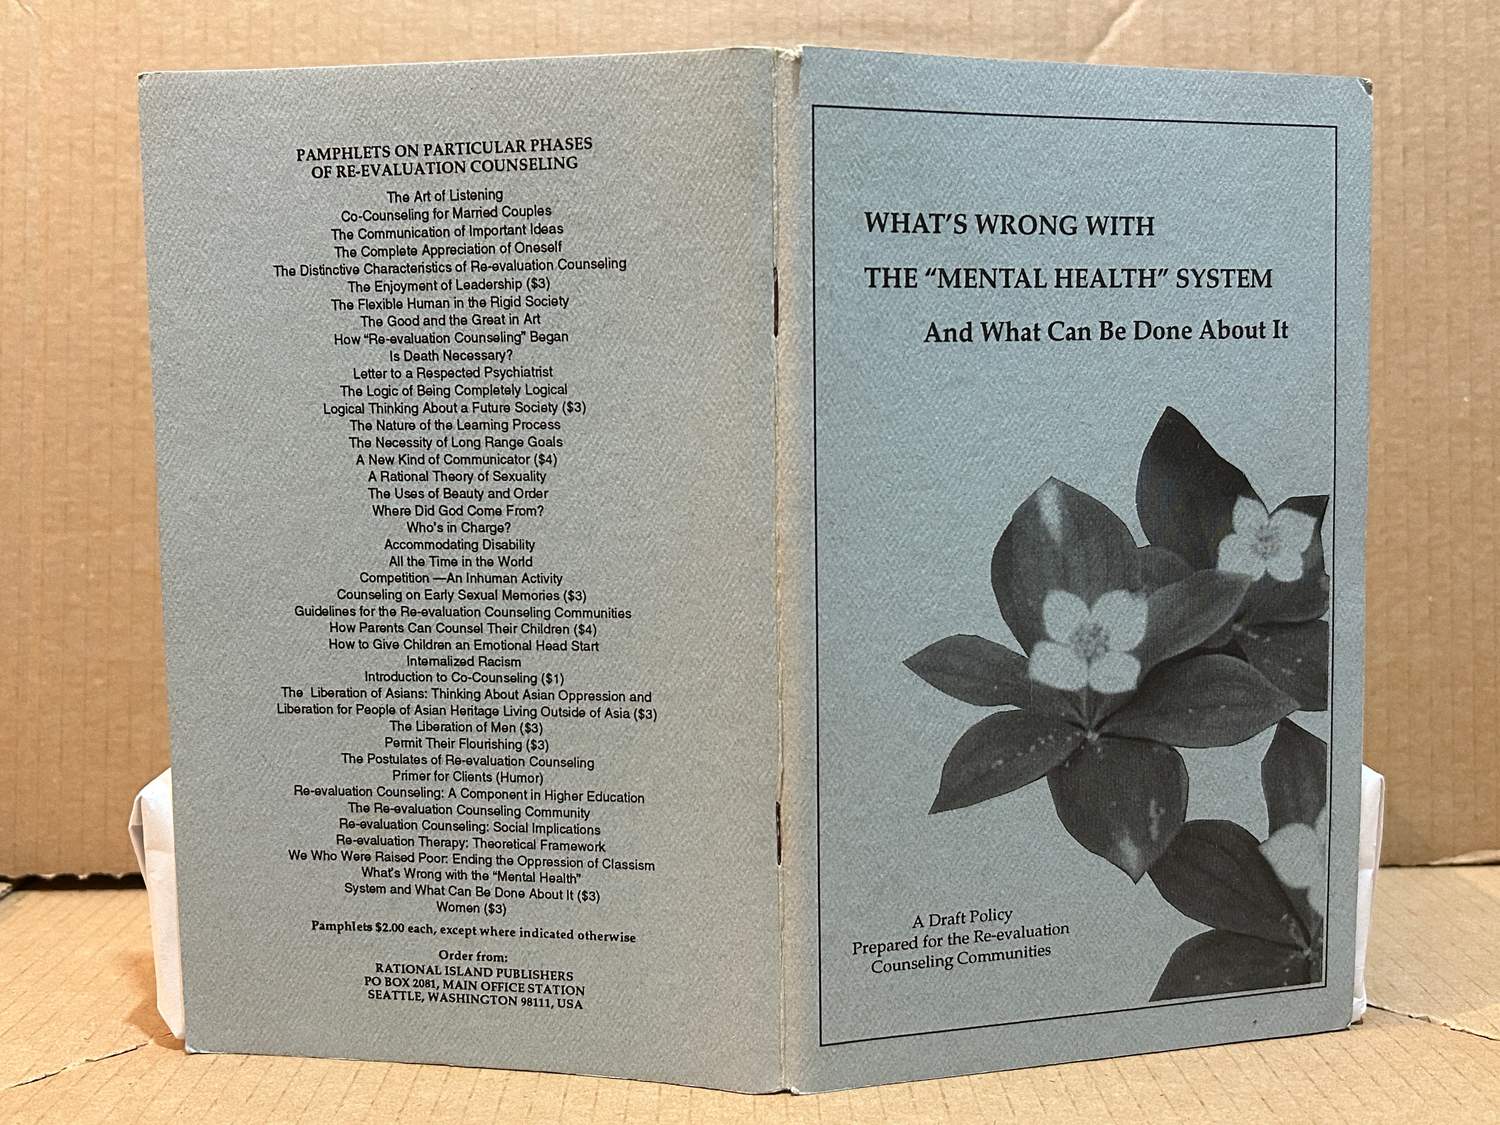 PAMPHLETS ON PARTICULAR PHASES
OF RE-EVALUATION COUNSELING
The Art of Listening
Co-Counseling for Married Couples
The Communication of Important Ideas
The Complete Appreciation of Oneself
The Distinctive Characteristics of Re-evaluation Counseling
The Enjoyment of Leadership ($3)
The Flexible Human in the Rigid Society
The Good and the Great in Art
How “Re-evaluation Counseling” Began
Is Death Necessary?
Letter to a Respected Psychiatrist
The Logic of Being Completely Logical
Logical Thinking About a Future Society ($3)
The Nature of the Learning Process
The Necessity of Long Range Goals
A New Kind of Communicator ($4)
A Rational Theory of Sexuality
The Uses of Beauty and Order
Where Did God Come From?
Who's in Charge?
Accommodating Disability
All the Time in the World
Competition —An Inhuman Activity
Counseling on Early Sexual Memories ($3)
Guidelines for the Re-evaluation Counseling Communities
How Parents Can Counsel Their Children ($4)
How to Give Children an Emotional Head Start
Internalized Racism
Introduction to Co-Counseling ($1)
The Liberation of Asians: Thinking About Asian Oppression and
Liberation for People of Asian Heritage Living Outside of Asia ($3)
The Liberation of Men ($3)
Permit Their Flourishing ($3)
The Postulates of Re-evaluation Counseling
Primer for Clients (Humor)
Re-evaluation Counseling: A Component in Higher Education
The Re-evaluation Counseling Community
Re-evaluation Counseling: Social Implications
Re-evaluation Therapy: Theoretical Framework
We Who Were Raised Poor: Ending the Oppression of Classism
What's Wrong with the “Mental Health”
System and What Can Be Done About It ($3)
Women ($3)
Pamphlets $2.00 each, except where indicated otherwise
Order from:
RATIONAL ISLAND PUBLISHERS
PO BOX 2081, MAIN OFFICE STATION
SEATTLE, WASHINGTON 98111, USA
WHAT'S WRONG WITH
THE “MENTAL HEALTH” SYSTEM
And What Can Be Done About It
A Draft Policy
Prepared for the Re-evaluation
Counseling Communities